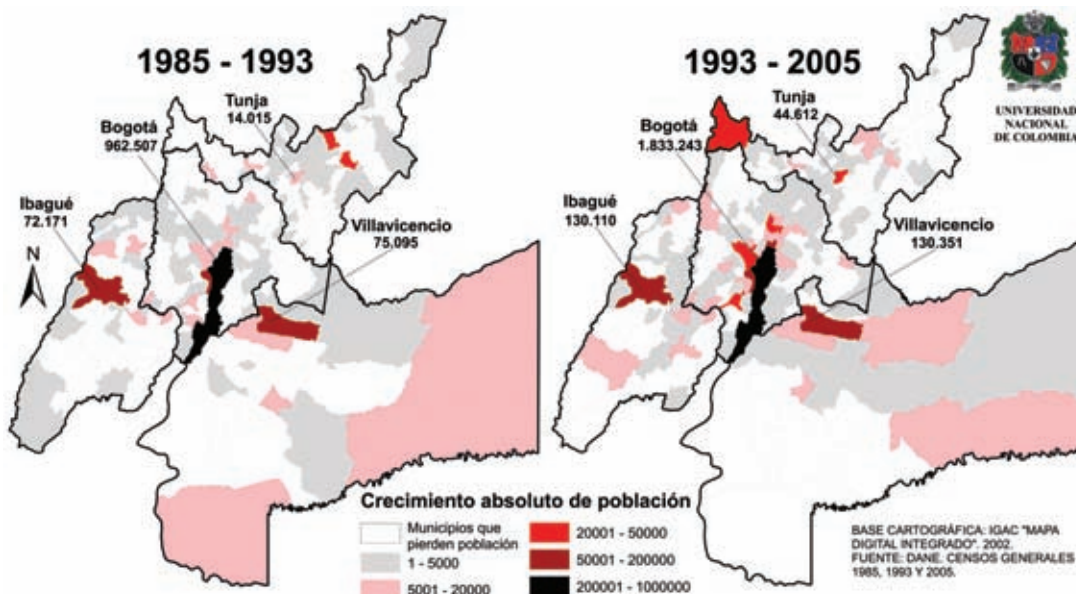 1985 - 1993
Tunja
14.015
Bogotá
962.507
Ibagué
72.171
Villavicencio
75.095
N
1993 - 2005
Tunja
44.612
Bogotá
1.833.243
Ibagué
130.110
Villavicencio
130.351
UNIVERSIDAD
NACIONAL
DE COLOMBIA
Crecimiento absoluto de población
Municipios que
pierden población
1 - 5000
5001 - 20000
20001 - 50000
50001 - 200000
200001 - 1000000
BASE CARTOGRÁFICA: IGAC "MAPA
DIGITAL INTEGRADO". 2002.
FUENTE: DANE. CENSOS GENERALES
1985, 1993 Y 2005.